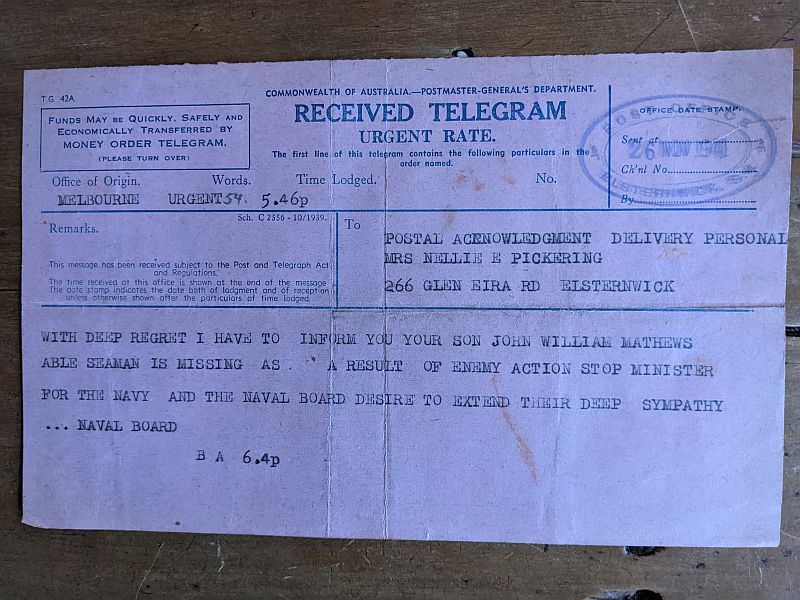 TG 42A
COMMONWEALTH OF AUSTRALIA.—POSTMASTER-GENERAL'S DEPARTMENT.
FUNDS MAY BE QUICKLY, SAFELY AND
ECONOMICALLY TRANSFERRED BY
MONEY ORDER TELEGRAM.
(PLEASE TURN OVER)
RECEIVED TELEGRAM
URGENT RATE.
The first line of this telegram contains the following particulars in the
order named.
OFFICE DATE STAMP.
POST OFFICE
Sent at
26 NOV 1941
Ch'nl No.
ELSTERNWICK
By
Office of Origin. Words. Time Lodged. No.
MELBOURNE URGENT 54. 5.46p
Sch. C 2556 - 10/1939.
Remarks.
This message has been received subject to the Post and Telegraph Act
and Regulations.
The time received at this office is shown at the end of the message
The date stamp indicates the date both of lodgment and of reception
unless otherwise shown after the particulars of time lodged.
To
POSTAL ACKNOWLEDGMENT DELIVERY PERSONAL
MRS NELLIE E PICKERING
266 GLEN EIRA RD ELSTERNWICK
WITH DEEP REGRET I HAVE TO INFORM YOU YOUR SON JOHN WILLIAM MATHEWS
ABLE SEAMAN IS MISSING AS A RESULT OF ENEMY ACTION STOP MINISTER
FOR THE NAVY AND THE NAVAL BOARD DESIRE TO EXTEND THEIR DEEP SYMPATHY
... NAVAL BOARD
B A 6.4p